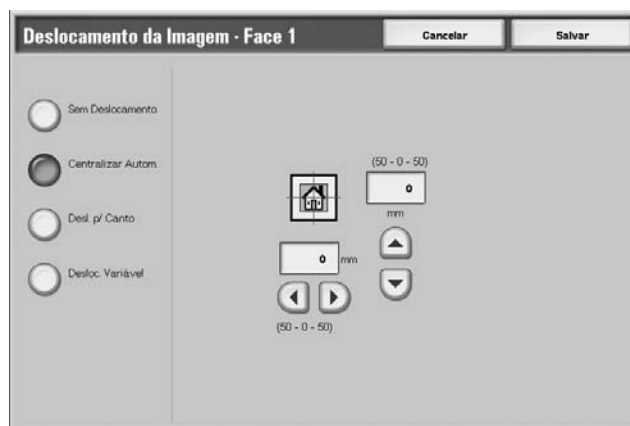 Deslocamento da Imagem - Face 1
Cancelar
Salvar
Sem Deslocamento
Centralizar Autom.
Desl. p/ Canto
Desloc. Variável
(50 - 0 - 50)
0
mm
0 mm
(50 - 0 - 50)